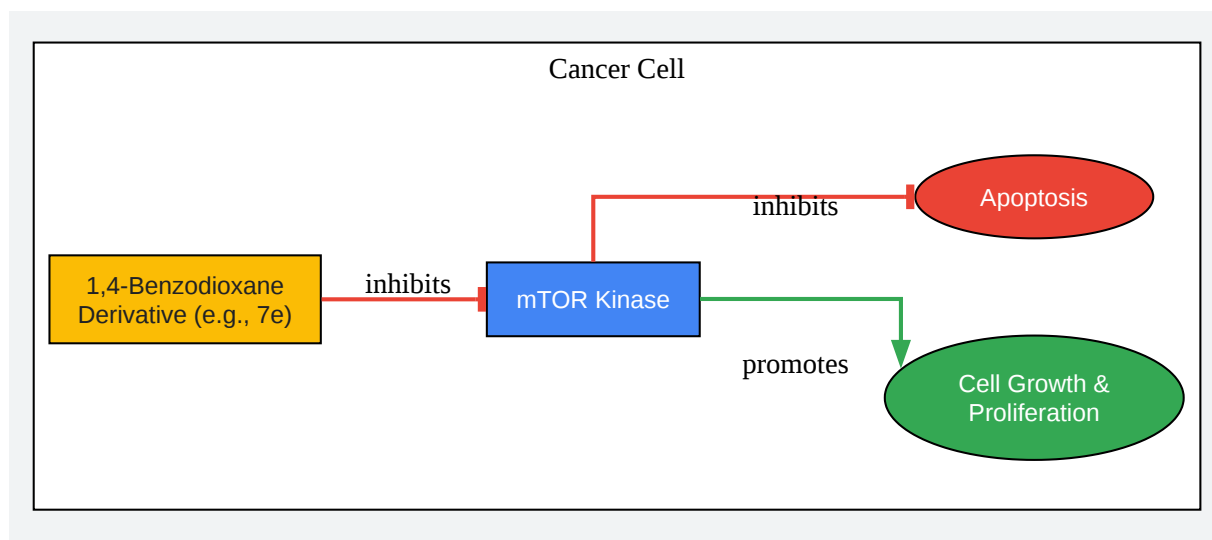 Cancer Cell
inhibits
Apoptosis
1,4-Benzodioxane
Derivative (e.g., 7e)
inhibits
mTOR Kinase
promotes
Cell Growth &
Proliferation